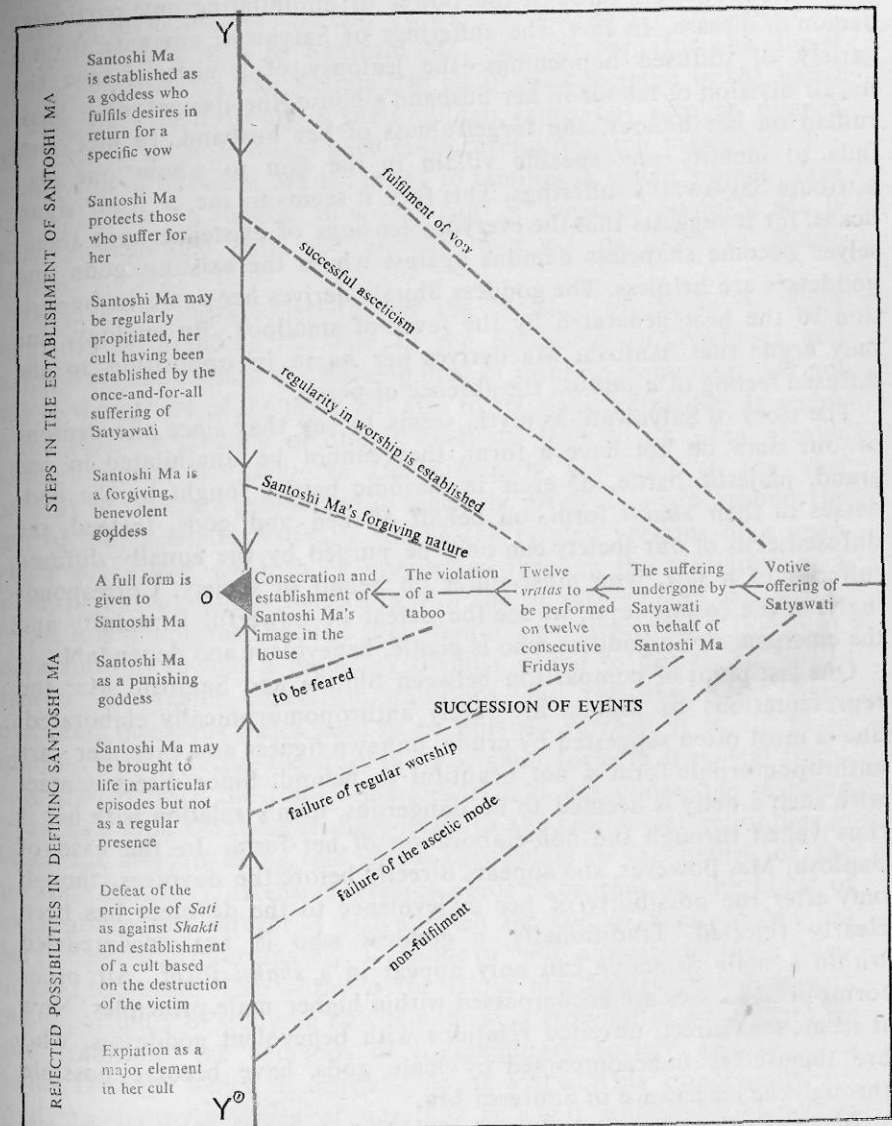 Y
STEPS IN THE ESTABLISHMENT OF SANTOSHI MA
Santoshi Ma
is established as
a goddess who
fulfils desires in
return for a
specific vow
fulfilment of vow
Santoshi Ma
protects those
who suffer for
her
successful asceticism
Santoshi Ma may
be regularly
propitiated, her
cult having been
established by the
once-and-for-all
suffering of
Satyawati
regularity in worship is established
Santoshi Ma is
a forgiving,
benevolent
goddess
Santoshi Ma's forgiving nature
A full form is
given to
Santoshi Ma
O
Consecration and
establishment of
Santoshi Ma's
image in the
house
The violation
of a
taboo
Twelve
vratas to
be performed
on twelve
consecutive
Fridays
The suffering
undergone by
Satyawati
on behalf of
Santoshi Ma
Votive
offering of
Satyawati
SUCCESSION OF EVENTS
REJECTED POSSIBILITIES IN DEFINING SANTOSHI MA
Santoshi Ma
as a punishing
goddess
to be feared
Santoshi Ma may
be brought to
life in particular
episodes but not
as a regular
presence
failure of regular worship
Defeat of the
principle of Sati
as against Shakti
and establishment
of a cult based
on the destruction
of the victim
failure of the ascetic mode
Expiation as a
major element
in her cult
non-fulfilment
Y⁰